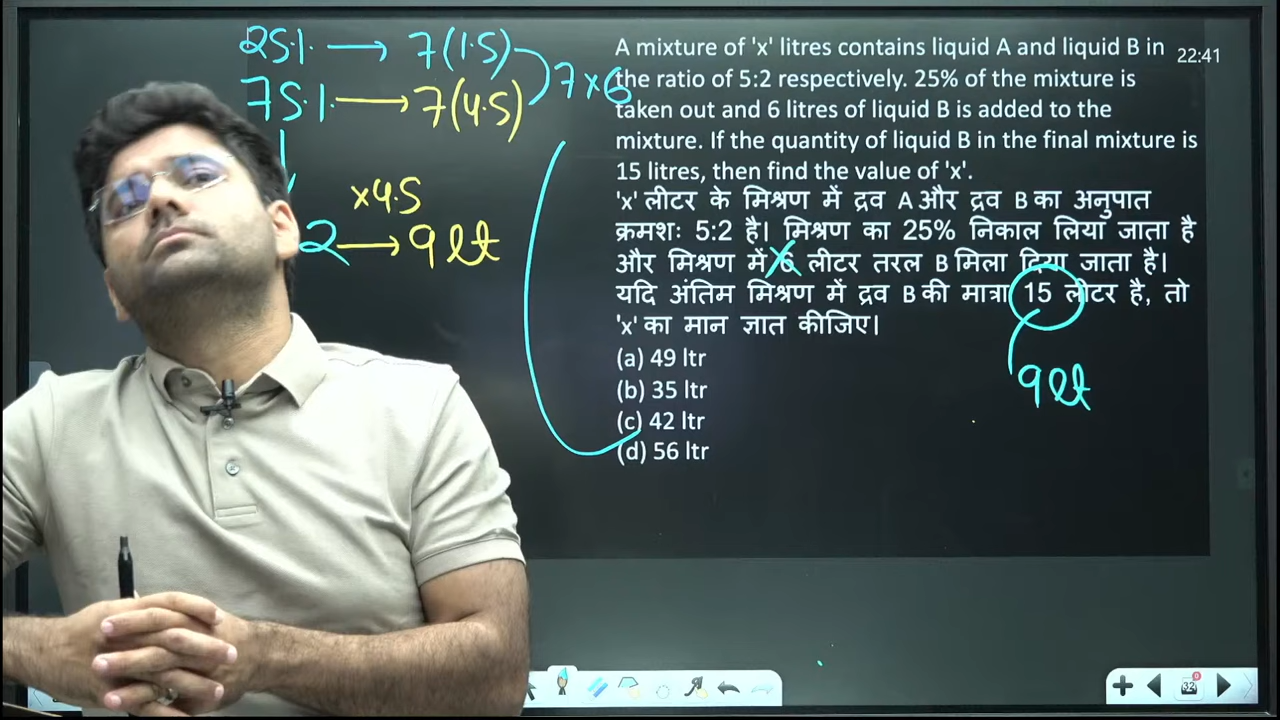 25% → 7(1.5)
75% → 7(4.5)
7×6
×4.5
2 → 9 lt
A mixture of 'x' litres contains liquid A and liquid B in
the ratio of 5:2 respectively. 25% of the mixture is
taken out and 6 litres of liquid B is added to the
mixture. If the quantity of liquid B in the final mixture is
15 litres, then find the value of 'x'.
'x' लीटर के मिश्रण में द्रव A और द्रव B का अनुपात
क्रमशः 5:2 है। मिश्रण का 25% निकाल लिया जाता है
और मिश्रण में 6 लीटर तरल B मिला दिया जाता है।
यदि अंतिम मिश्रण में द्रव B की मात्रा 15 लीटर है, तो
'x' का मान ज्ञात कीजिए।
(a) 49 ltr
(b) 35 ltr
(c) 42 ltr
(d) 56 ltr
9 lt
22:41
32